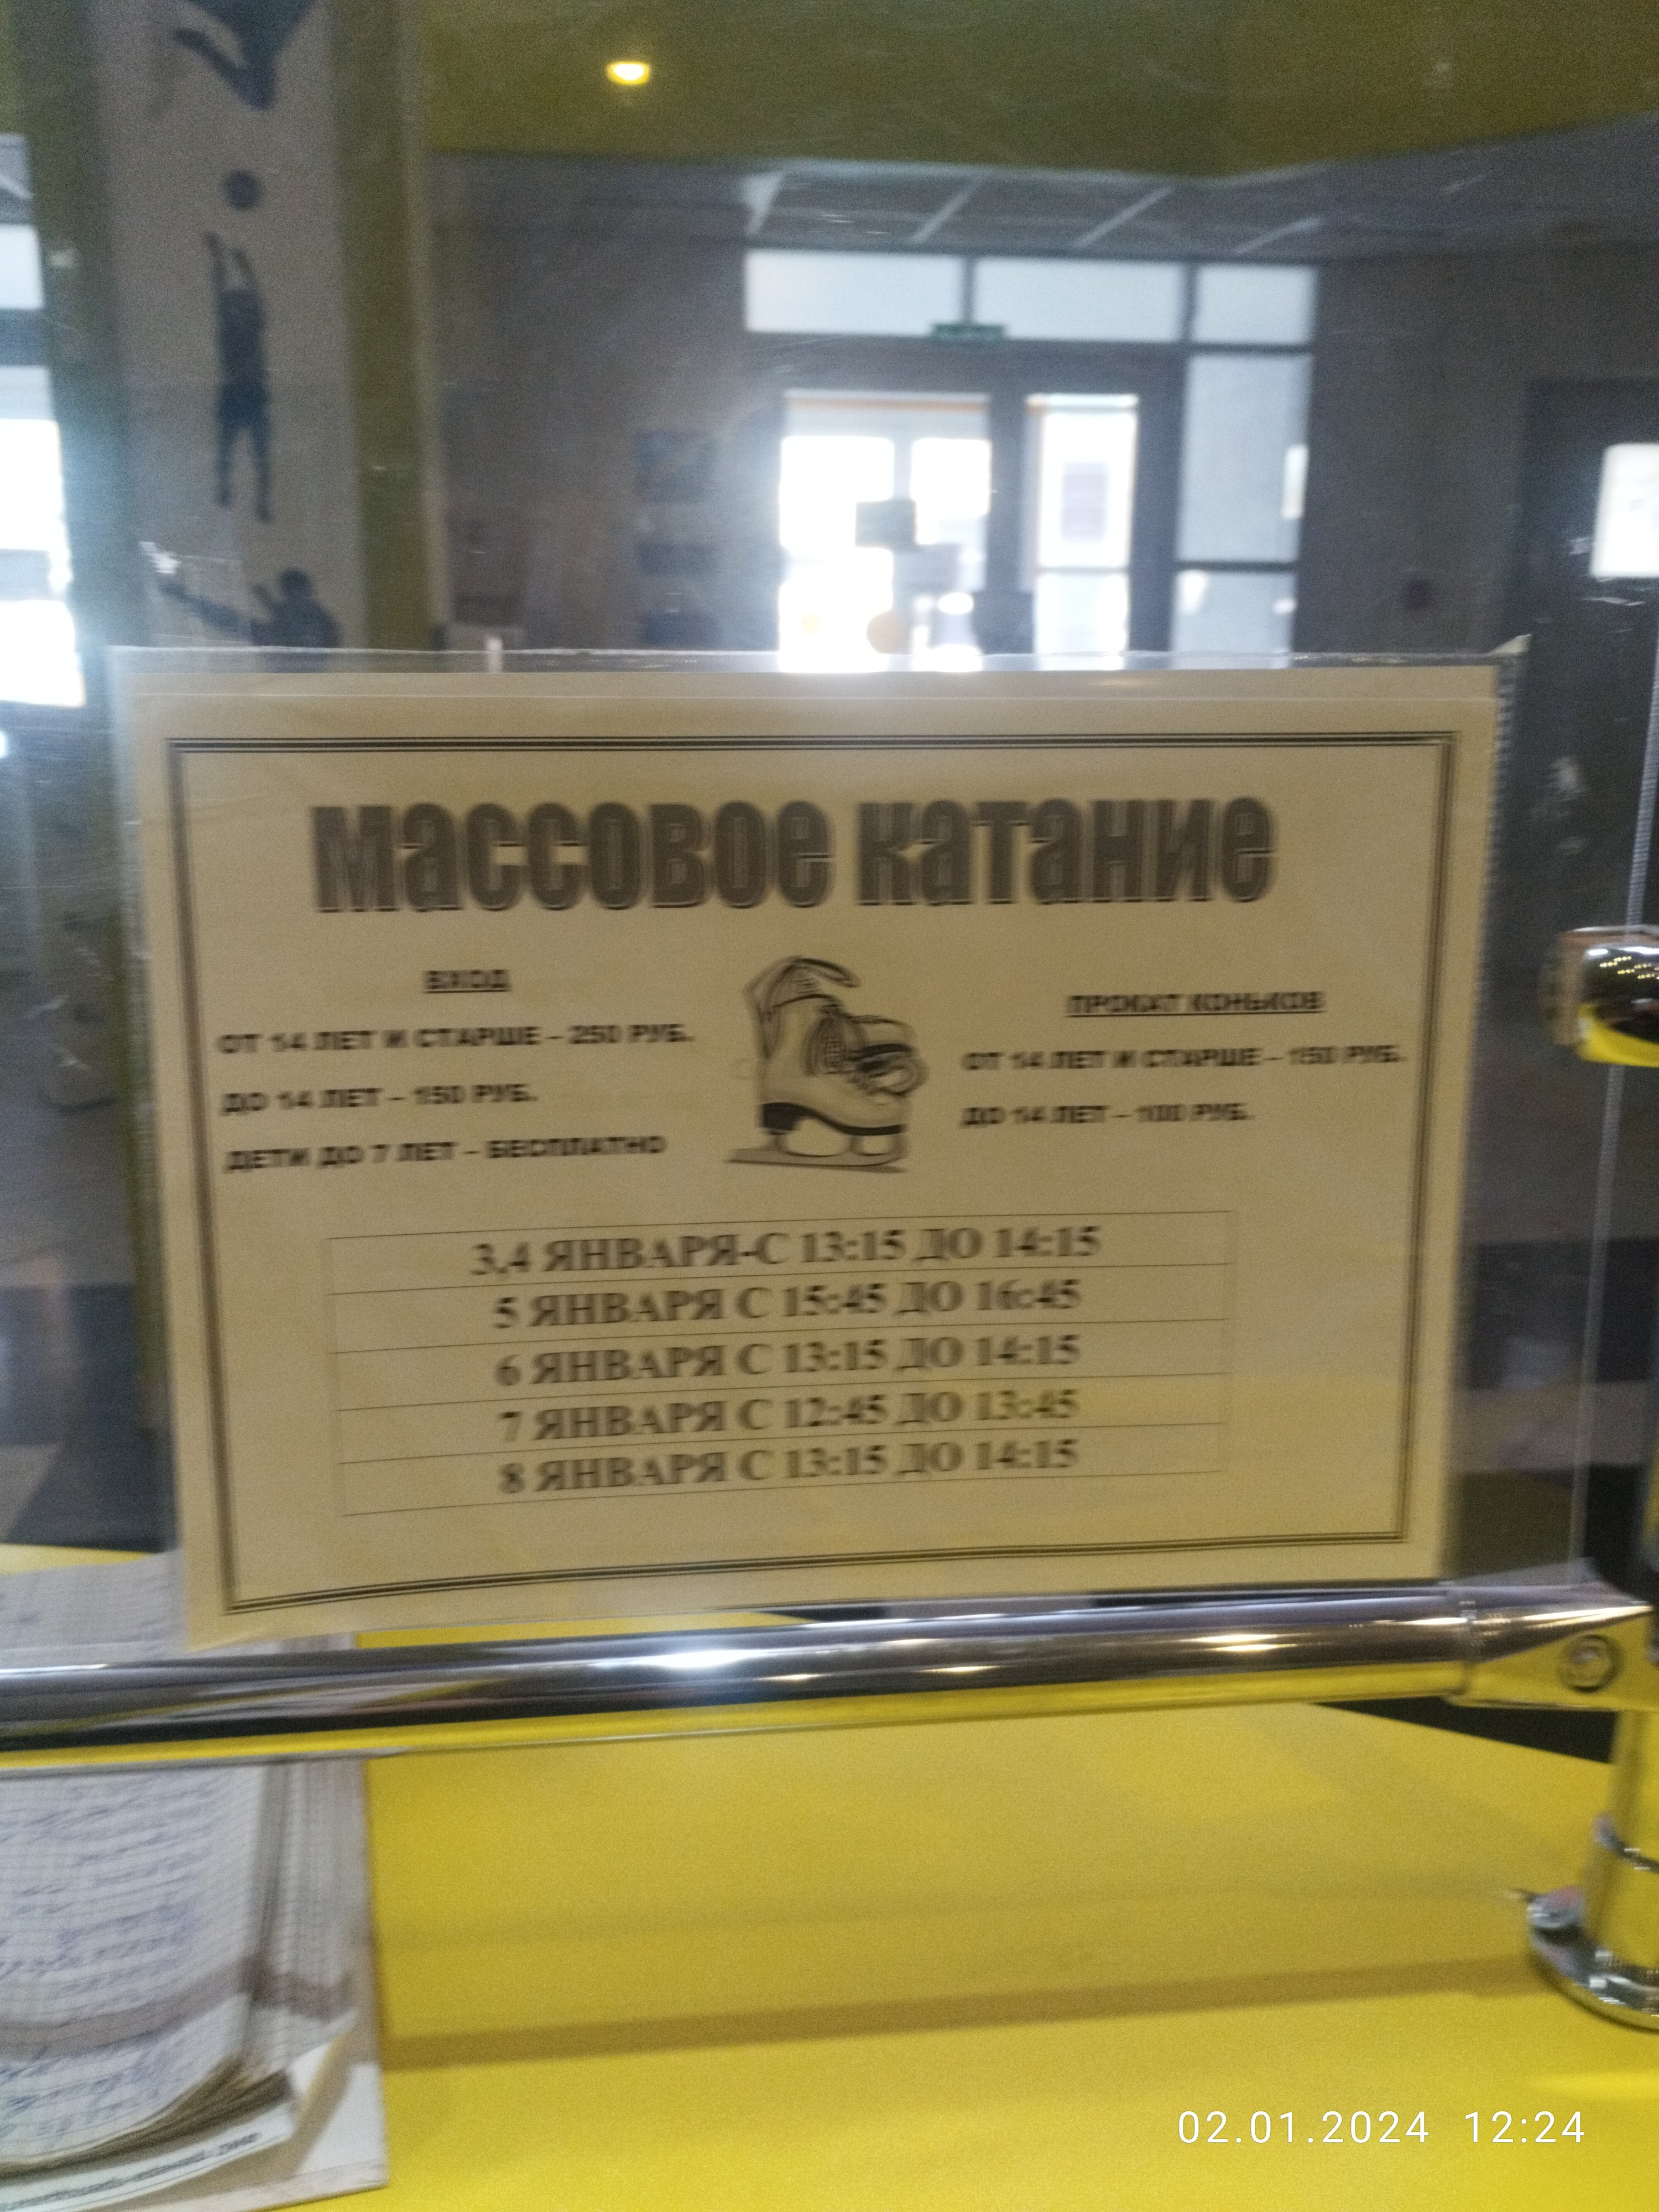 Массовое катание
ВХОД
ОТ 14 ЛЕТ И СТАРШЕ – 250 РУБ.
ДО 14 ЛЕТ – 150 РУБ.
ДЕТИ ДО 7 ЛЕТ – БЕСПЛАТНО
ПРОКАТ КОНЬКОВ
ОТ 14 ЛЕТ И СТАРШЕ – 150 РУБ.
ДО 14 ЛЕТ – 100 РУБ.
3,4 ЯНВАРЯ-С 13:15 ДО 14:15
5 ЯНВАРЯ С 15:45 ДО 16:45
6 ЯНВАРЯ С 13:15 ДО 14:15
7 ЯНВАРЯ С 12:45 ДО 13:45
8 ЯНВАРЯ С 13:15 ДО 14:15
02.01.2024 12:24